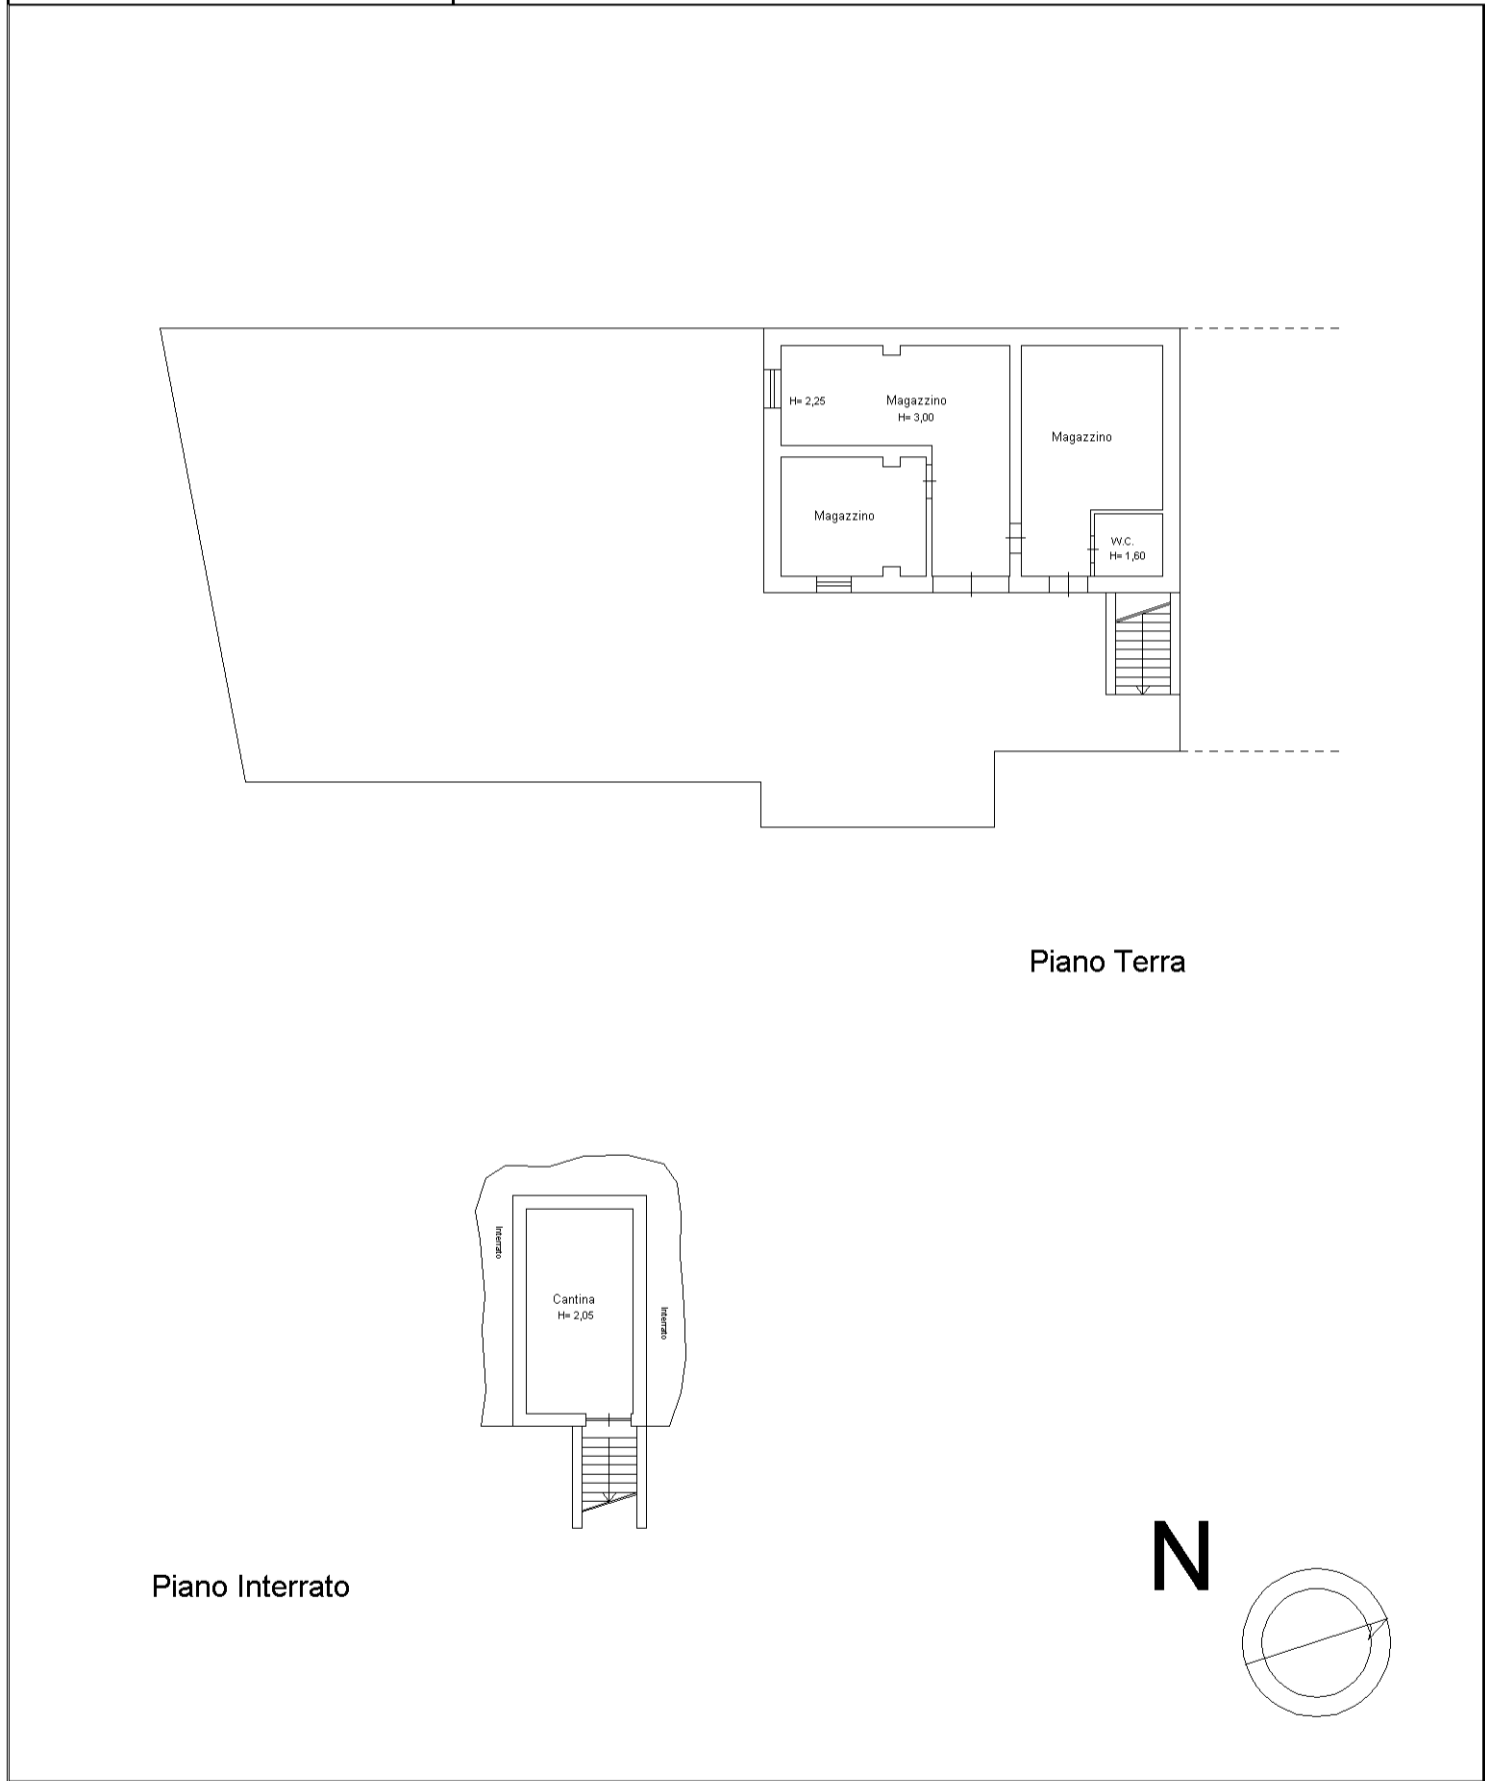 H= 2,25
Magazzino
H= 3,00
Magazzino
Magazzino
W.C.
H= 1,60
Piano Terra
Interrato
Cantina
H= 2,05
Interrato
N
Piano Interrato